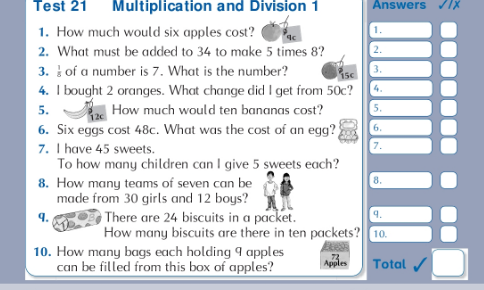 Test 21 Multiplication and Division 1 Answers ✓/✗
1. How much would six apples cost? 9c 1.
2. What must be added to 34 to make 5 times 8? 2.
3. ⅛ of a number is 7. What is the number? 15c 3.
4. I bought 2 oranges. What change did I get from 50c? 4.
5. 12c How much would ten bananas cost? 5.
6. Six eggs cost 48c. What was the cost of an egg? 6.
7. I have 45 sweets. 7.
To how many children can I give 5 sweets each?
8. How many teams of seven can be 8.
made from 30 girls and 12 boys?
9. There are 24 biscuits in a packet. 9.
How many biscuits are there in ten packets? 10.
10. How many bags each holding 9 apples 72
can be filled from this box of apples? Apples Total ✓